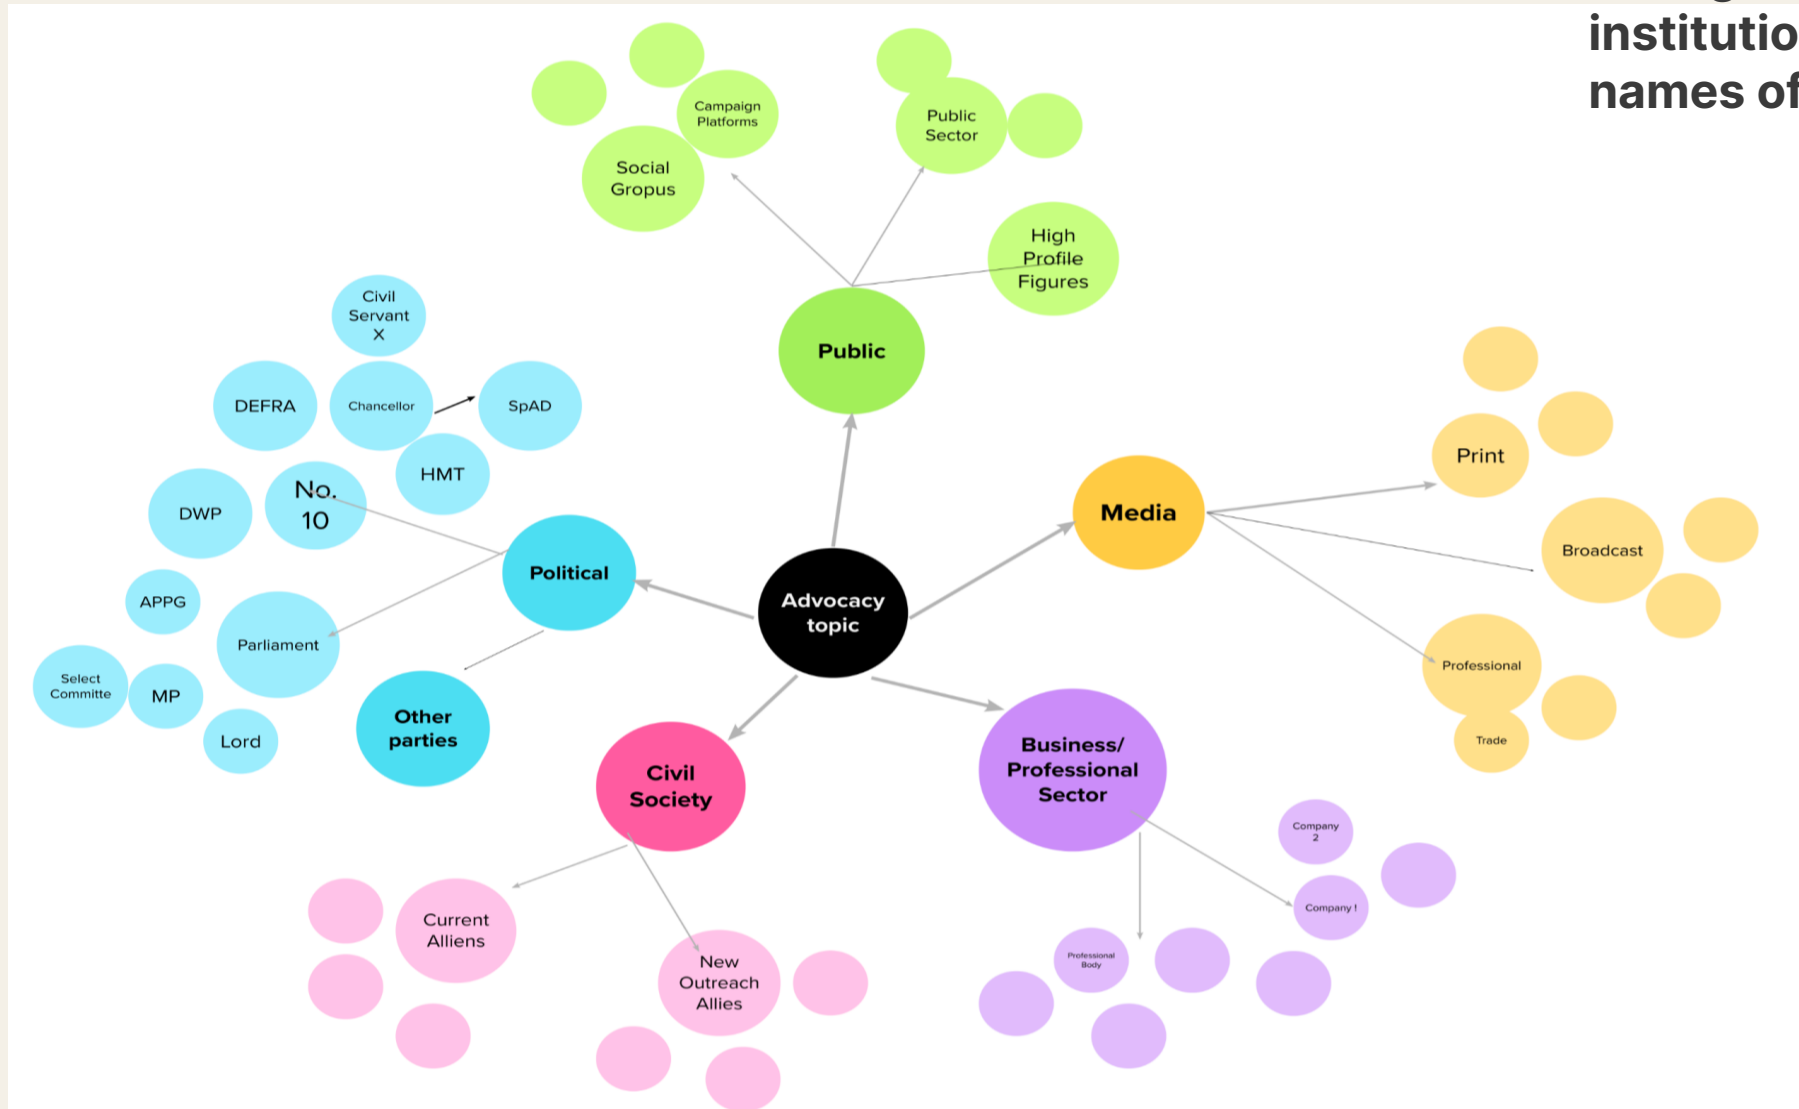 institutio
names of
Campaign
Platforms
Social
Gropus
Public
Sector
High
Profile
Figures
Public
Civil
Servant
X
DEFRA
Chancellor
SpAD
HMT
DWP
No.
10
Political
APPG
Parliament
Select
Committe
MP
Lord
Other
parties
Advocacy
topic
Media
Print
Broadcast
Professional
Trade
Civil
Society
Current
Alliens
New
Outreach
Allies
Business/
Professional
Sector
Company
2
Company !
Professional
Body